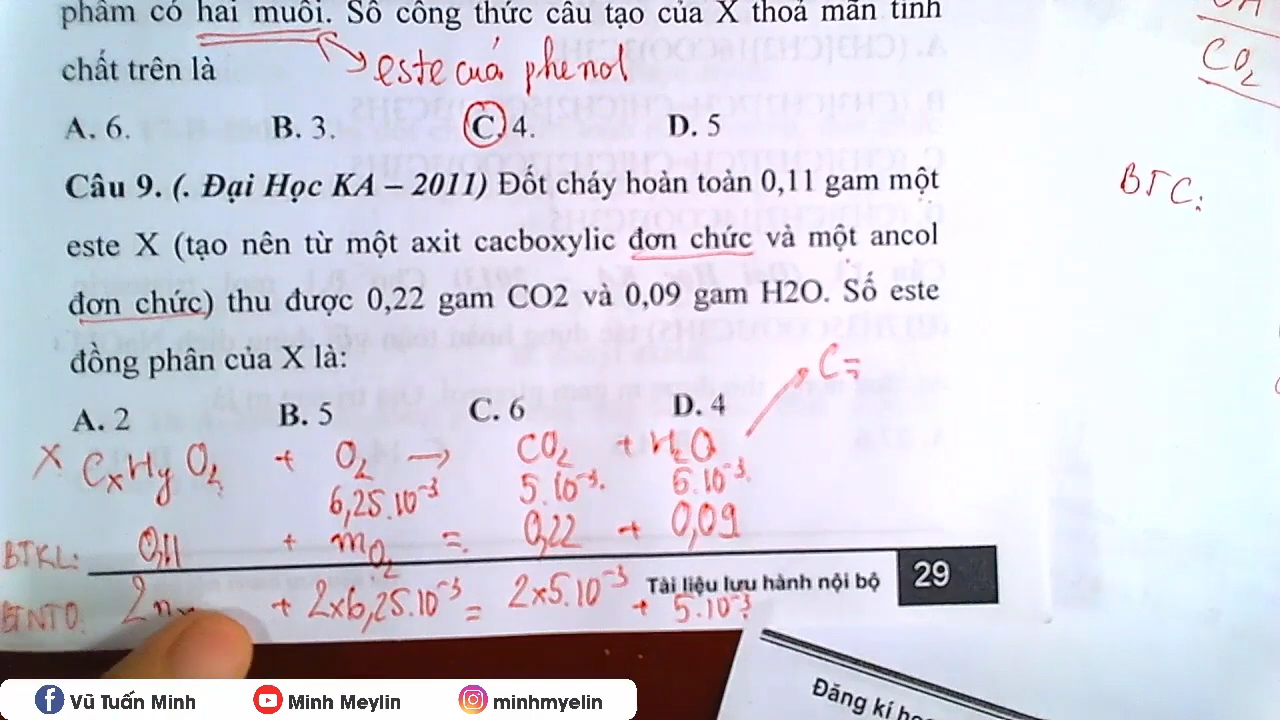 phẩm có hai muối. Số công thức cấu tạo của X thoả mãn tính
chất trên là
este của phenol
A. 6. B. 3. C. 4. D. 5
Câu 9. (. Đại Học KA – 2011) Đốt cháy hoàn toàn 0,11 gam một
este X (tạo nên từ một axit cacboxylic đơn chức và một ancol
đơn chức) thu được 0,22 gam CO2 và 0,09 gam H2O. Số este
đồng phân của X là:
A. 2 B. 5 C. 6 D. 4
C =
X CxHyO2 + O2 → CO2 + H2O
6,25.10⁻³ 5.10⁻³. 5.10⁻³.
BTKL: 0,11 + mO2 = 0,22 + 0,09
BTNTO: 2nx + 2x6,25.10⁻³ = 2x5.10⁻³ + 5.10⁻³
Tài liệu lưu hành nội bộ 29
CO2
BTC:
Đăng kí
Vũ Tuấn Minh Minh Meylin minhmyelin